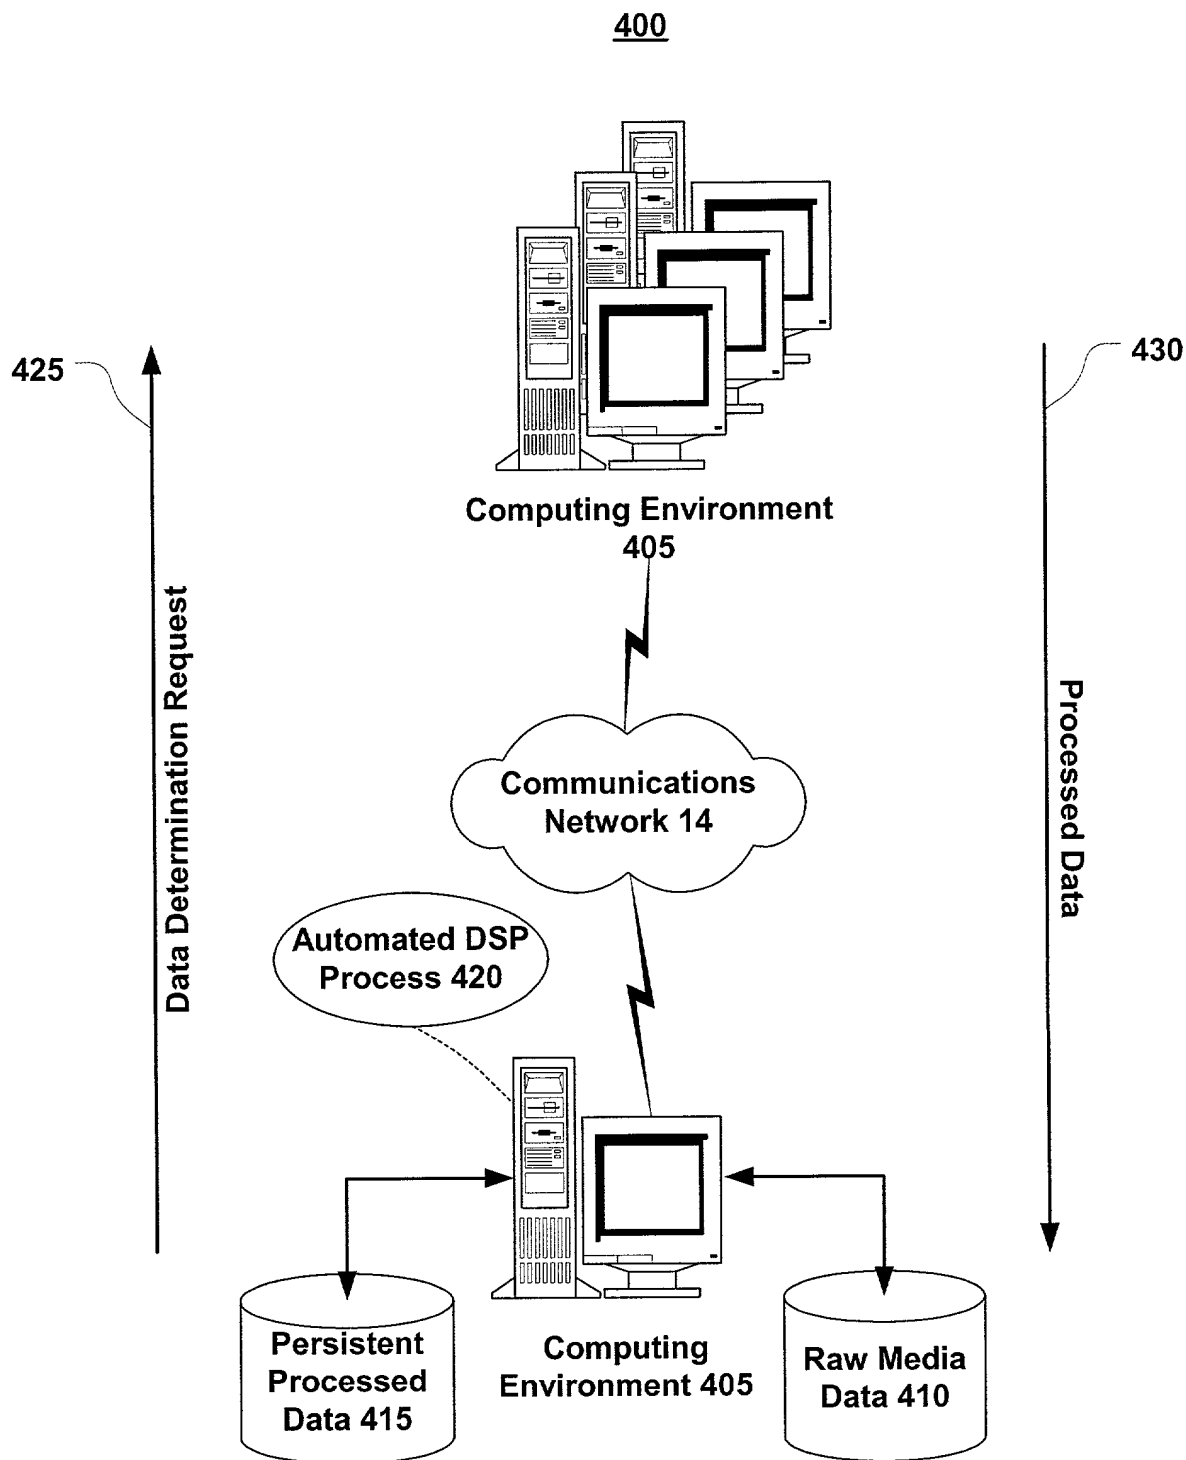 400
425
430
Computing Environment
405
Data Determination Request
Processed Data
Communications
Network 14
Automated DSP
Process 420
Persistent
Processed
Data 415
Computing
Environment 405
Raw Media
Data 410